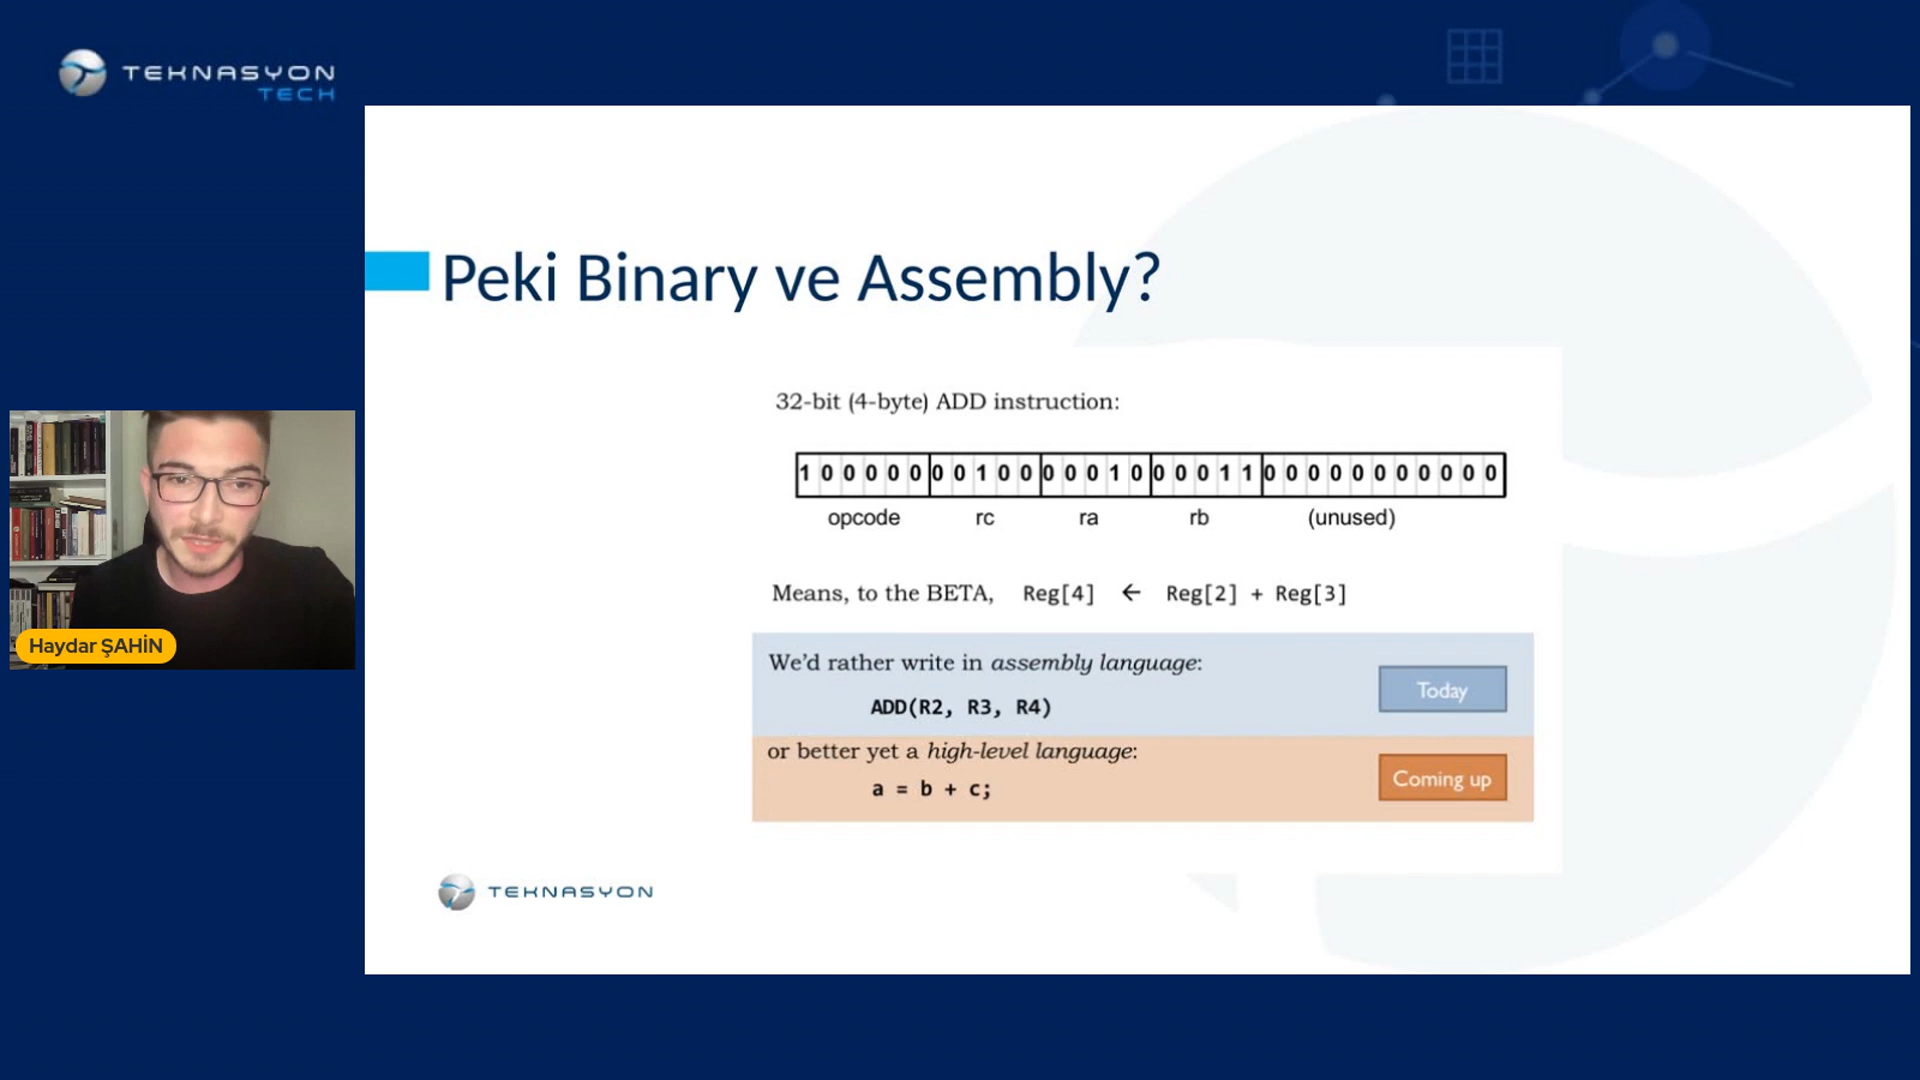 TEKNASYON
TECH
Peki Binary ve Assembly?
32-bit (4-byte) ADD instruction:
1 0 0 0 0 0 0 0 1 0 0 0 0 0 1 0 0 0 0 1 1 0 0 0 0 0 0 0 0 0 0 0
opcode rc ra rb (unused)
Means, to the BETA, Reg[4] ← Reg[2] + Reg[3]
We'd rather write in assembly language:
Today
ADD(R2, R3, R4)
or better yet a high-level language:
Coming up
a = b + c;
Haydar ŞAHİN
TEKNASYON